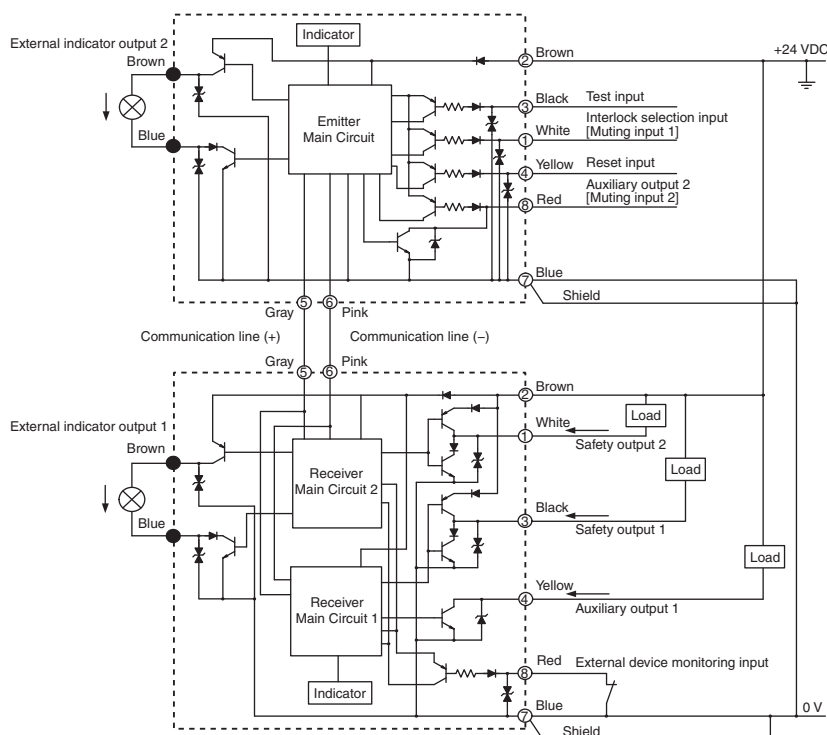 External indicator output 2
Indicator
② Brown
+24 VDC
Brown
Emitter
Main Circuit
③ Black
Test input
① White
Interlock selection input
[Muting input 1]
Blue
④ Yellow
Reset input
⑧ Red
Auxiliary output 2
[Muting input 2]
⑦ Blue
Shield
⑤ ⑥
Gray Pink
Communication line (+)
Communication line (−)
Gray Pink
⑤ ⑥
② Brown
External indicator output 1
Brown
① White
Load
Safety output 2
Receiver
Main Circuit 2
Load
Blue
③ Black
Safety output 1
Load
④ Yellow
Auxiliary output 1
Receiver
Main Circuit 1
Indicator
⑧ Red
External device monitoring input
⑦ Blue
0 V
Shield